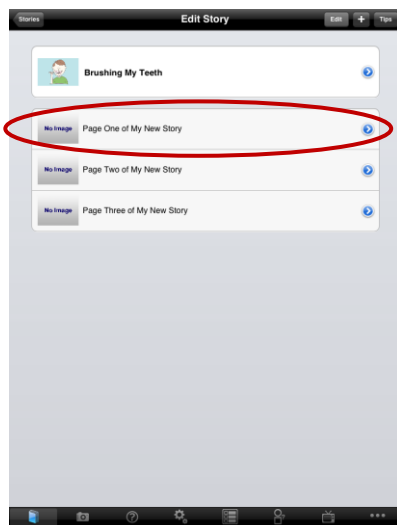 Stories Edit Story Edit + Tips
Brushing My Teeth
No Image Page One of My New Story
No Image Page Two of My New Story
No Image Page Three of My New Story